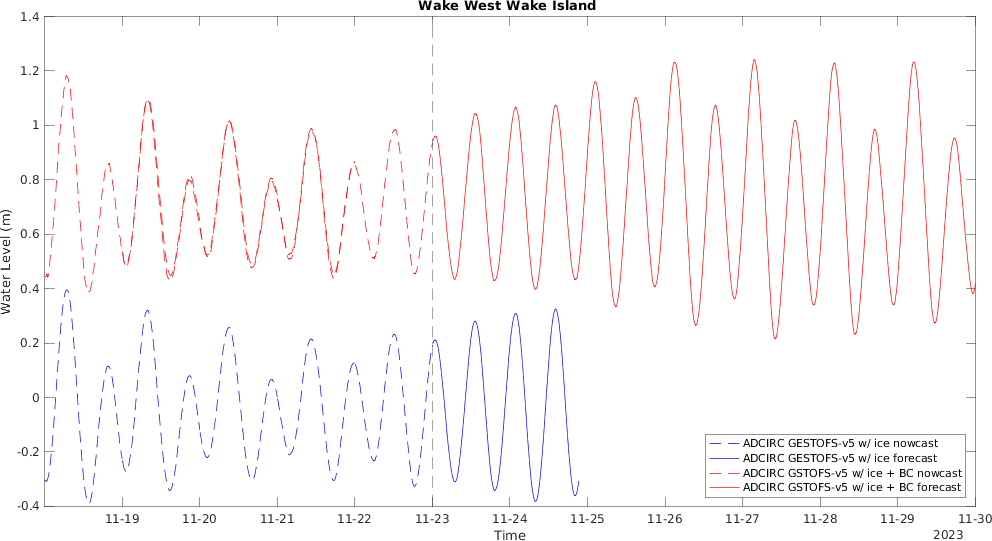 Wake West Wake Island
1.4
1.2
1
0.8
0.6
0.4
0.2
0
-0.2
-0.4
Water Level (m)
ADCIRC GESTOFS-v5 w/ ice nowcast
ADCIRC GESTOFS-v5 w/ ice forecast
ADCIRC GSTOFS-v5 w/ ice + BC nowcast
ADCIRC GSTOFS-v5 w/ ice + BC forecast
11-19 11-20 11-21 11-22 11-23 11-24 11-25 11-26 11-27 11-28 11-29 11-30
Time
2023